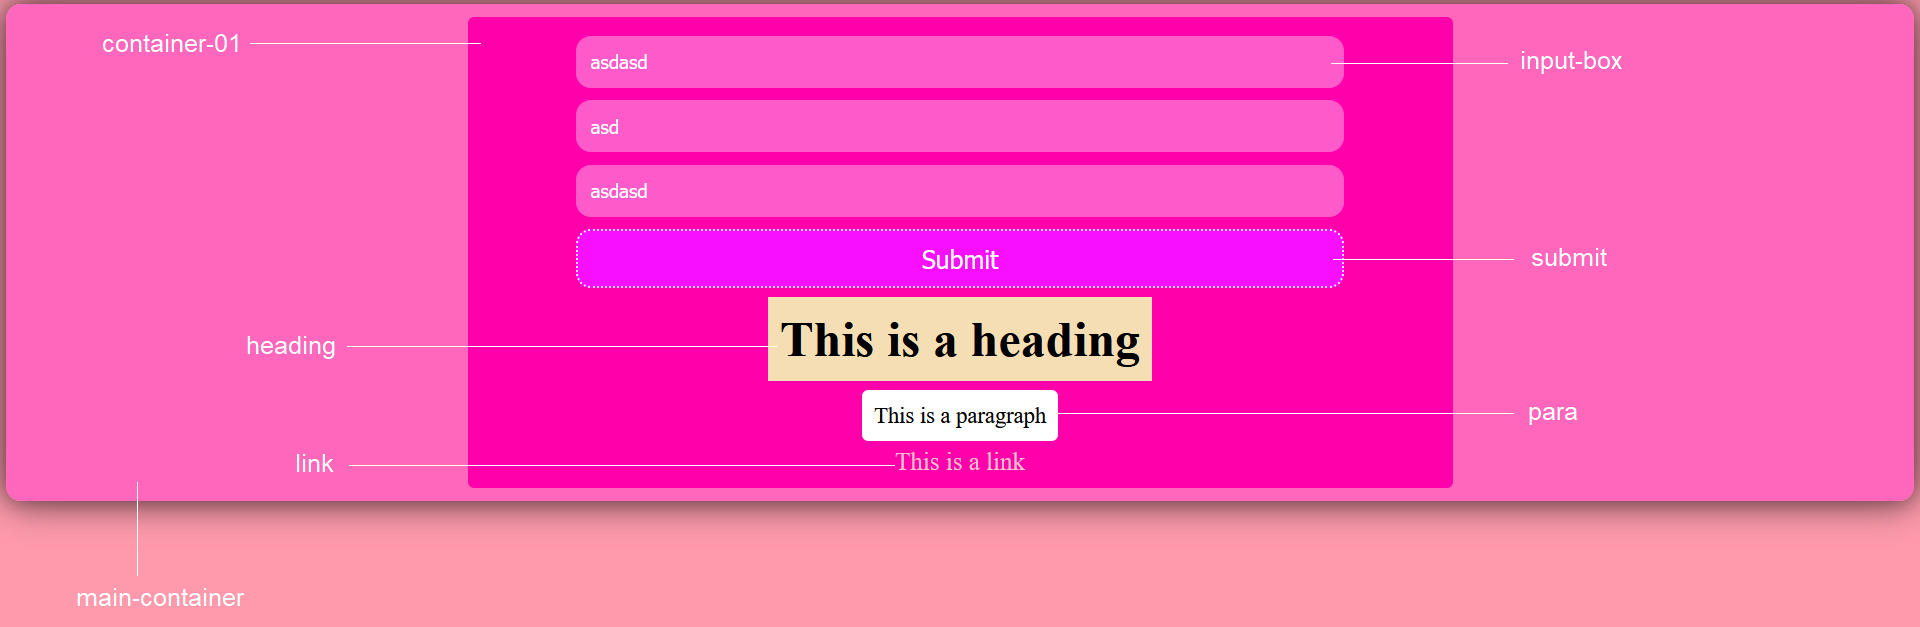 container-01
asdasd
input-box
asd
asdasd
Submit
submit
heading
This is a heading
This is a paragraph
para
link
This is a link
main-container